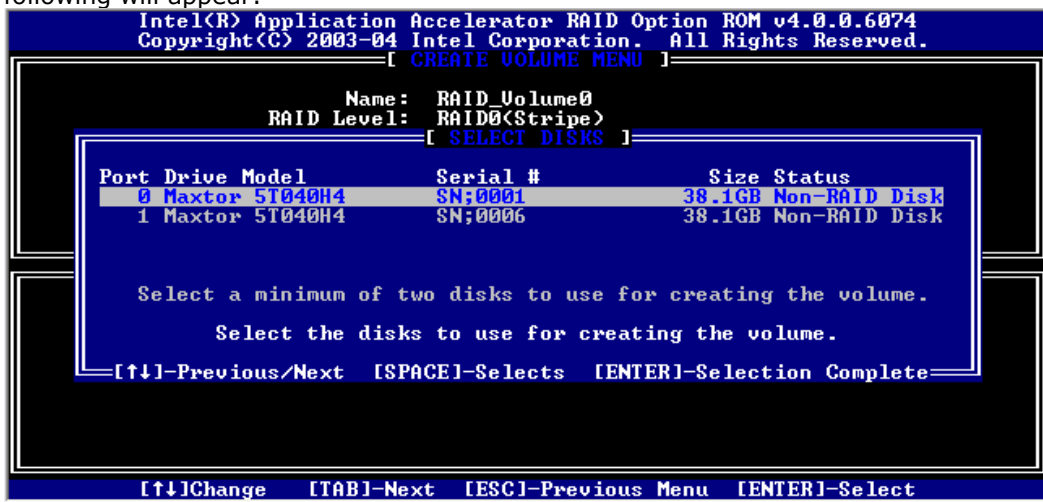 following will appear:
Intel(R) Application Accelerator RAID Option ROM v4.0.0.6074
Copyright(C) 2003-04 Intel Corporation. All Rights Reserved.
[ CREATE VOLUME MENU ]
Name: RAID_Volume0
RAID Level: RAID0(Stripe)
[ SELECT DISKS ]
Port Drive Model Serial # Size Status
0 Maxtor 5T040H4 SN;0001 38.1GB Non-RAID Disk
1 Maxtor 5T040H4 SN;0006 38.1GB Non-RAID Disk
Select a minimum of two disks to use for creating the volume.
Select the disks to use for creating the volume.
[↑↓]-Previous/Next [SPACE]-Selects [ENTER]-Selection Complete
[↑↓]Change [TAB]-Next [ESC]-Previous Menu [ENTER]-Select